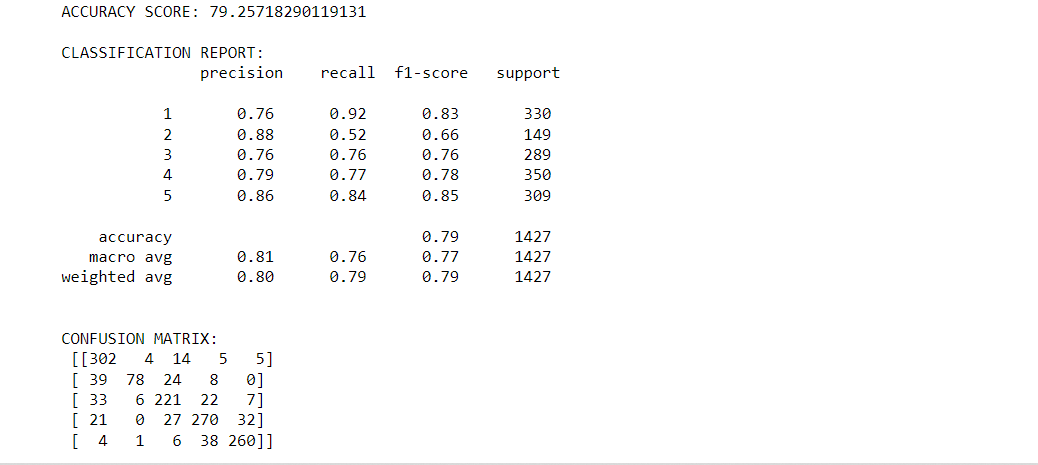 ACCURACY SCORE: 79.25718290119131
CLASSIFICATION REPORT:
precision recall f1-score support
1 0.76 0.92 0.83 330
2 0.88 0.52 0.66 149
3 0.76 0.76 0.76 289
4 0.79 0.77 0.78 350
5 0.86 0.84 0.85 309
accuracy 0.79 1427
macro avg 0.81 0.76 0.77 1427
weighted avg 0.80 0.79 0.79 1427
CONFUSION MATRIX:
[[302 4 14 5 5]
[ 39 78 24 8 0]
[ 33 6 221 22 7]
[ 21 0 27 270 32]
[ 4 1 6 38 260]]